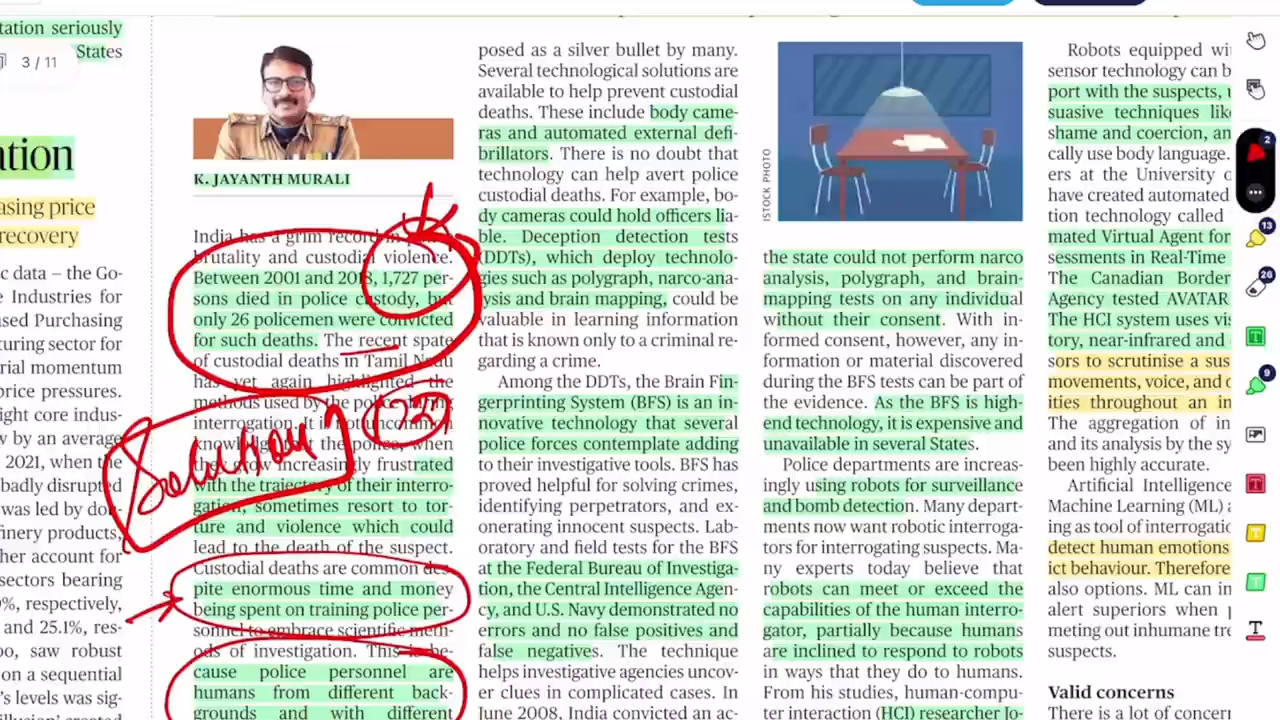 tation seriously
States
3 / 11
ation
asing price
recovery
ic data – the Go-
e Industries for
ased Purchasing
turing sector for
rial momentum
price pressures.
ight core indus-
w by an average
2021, when the
badly disrupted
was led by dou-
finery products,
her account for
sectors bearing
9%, respectively,
and 25.1%, res-
oo, saw robust
on a sequential
's levels was sig-
K. JAYANTH MURALI
India has a grim record in police
brutality and custodial violence.
Between 2001 and 2018, 1,727 per-
sons died in police custody, but
only 26 policemen were convicted
for such deaths. The recent spate
of custodial deaths in Tamil Nadu
has yet again highlighted the
methods used by the police during
interrogation. It is not uncommon
knowledge that the police, when
they grow increasingly frustrated
with the trajectory of their interro-
gation, sometimes resort to tor-
ture and violence which could
lead to the death of the suspect.
Custodial deaths are common des-
pite enormous time and money
being spent on training police per-
sonnel to embrace scientific meth-
ods of investigation. This is be-
cause police personnel are
humans from different back-
grounds and with different
posed as a silver bullet by many.
Several technological solutions are
available to help prevent custodial
deaths. These include body came-
ras and automated external defi-
brillators. There is no doubt that
technology can help avert police
custodial deaths. For example, bo-
dy cameras could hold officers lia-
ble. Deception detection tests
(DDTs), which deploy technolo-
gies such as polygraph, narco-ana-
lysis and brain mapping, could be
valuable in learning information
that is known only to a criminal re-
garding a crime.
Among the DDTs, the Brain Fin-
gerprinting System (BFS) is an in-
novative technology that several
police forces contemplate adding
to their investigative tools. BFS has
proved helpful for solving crimes,
identifying perpetrators, and ex-
onerating innocent suspects. Lab-
oratory and field tests for the BFS
at the Federal Bureau of Investiga-
tion, the Central Intelligence Agen-
cy, and U.S. Navy demonstrated no
errors and no false positives and
false negatives. The technique
helps investigative agencies uncov-
er clues in complicated cases. In
June 2008, India convicted an ac-
ISTOCK PHOTO
the state could not perform narco
analysis, polygraph, and brain-
mapping tests on any individual
without their consent. With in-
formed consent, however, any in-
formation or material discovered
during the BFS tests can be part of
the evidence. As the BFS is high-
end technology, it is expensive and
unavailable in several States.
Police departments are increas-
ingly using robots for surveillance
and bomb detection. Many depart-
ments now want robotic interroga-
tors for interrogating suspects. Ma-
ny experts today believe that
robots can meet or exceed the
capabilities of the human interro-
gator, partially because humans
are inclined to respond to robots
in ways that they do to humans.
From his studies, human-compu-
ter interaction (HCI) researcher Jo-
Robots equipped wi
sensor technology can b
port with the suspects, u
suasive techniques lik
shame and coercion, an
cally use body language.
ers at the University o
have created automated
tion technology called
mated Virtual Agent for
sessments in Real-Time
The Canadian Border
Agency tested AVATAR
The HCI system uses vis
tory, near-infrared and
sors to scrutinise a sus
movements, voice, and
ities throughout an in
The aggregation of in
and its analysis by the sy
been highly accurate.
Artificial Intelligence
Machine Learning (ML)
ing as tool of interrogatio
detect human emotions
ict behaviour. Therefore
also options. ML can in
alert superiors when p
meting out inhumane tre
suspects.
Valid concerns
There is a lot of concer
2
13
26
9
T